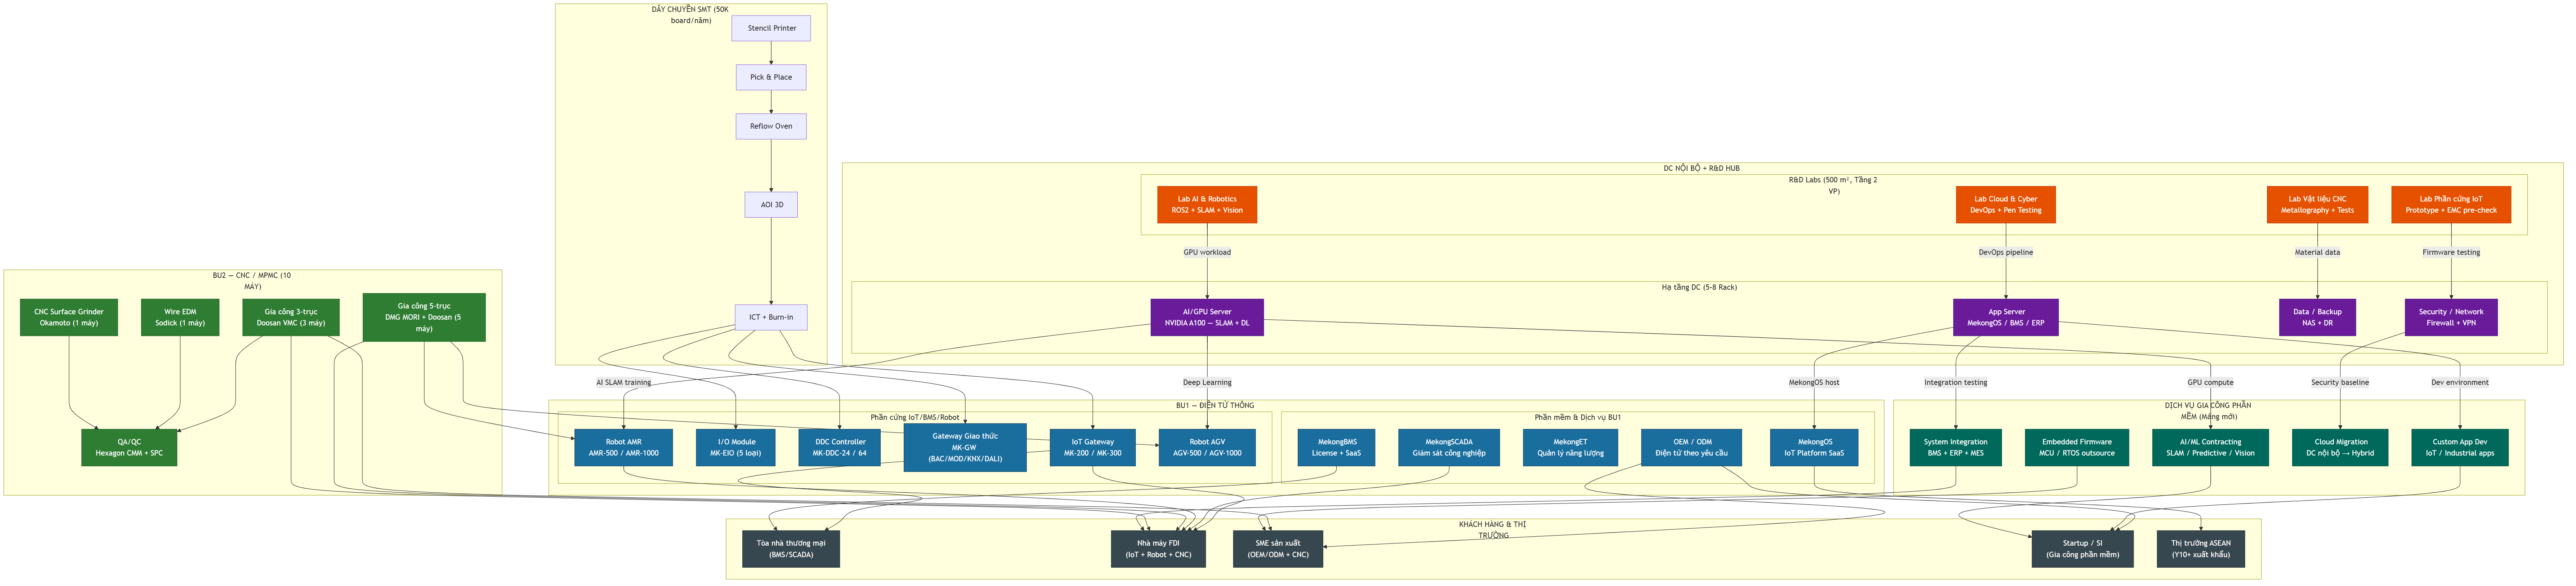 DÂY CHUYỀN SMT (50K
board/năm)
Stencil Printer
Pick & Place
Reflow Oven
AOI 3D
ICT + Burn-in
DC NỘI BỘ + R&D HUB
R&D Labs (500 m², Tầng 2
VP)
Lab AI & Robotics
ROS2 + SLAM + Vision
Lab Cloud & Cyber
DevOps + Pen Testing
Lab Vật liệu CNC
Metallography + Tests
Lab Phần cứng IoT
Prototype + EMC pre-check
GPU workload
DevOps pipeline
Material data
Firmware testing
Hạ tầng DC (5-8 Rack)
AI/GPU Server
NVIDIA A100 — SLAM + DL
App Server
MekongOS / BMS / ERP
Data / Backup
NAS + DR
Security / Network
Firewall + VPN
BU2 — CNC / MPMC (10
MÁY)
CNC Surface Grinder
Okamoto (1 máy)
Wire EDM
Sodick (1 máy)
Gia công 3-trục
Doosan VMC (3 máy)
Gia công 5-trục
DMG MORI + Doosan (5
máy)
QA/QC
Hexagon CMM + SPC
AI SLAM training
Deep Learning
MekongOS host
Integration testing
GPU compute
Security baseline
Dev environment
BU1 — ĐIỆN TỬ THÔNG
Phần cứng IoT/BMS/Robot
Robot AMR
AMR-500 / AMR-1000
I/O Module
MK-EIO (5 loại)
DDC Controller
MK-DDC-24 / 64
Gateway Giao thức
MK-GW
(BAC/MOD/KNX/DALI)
IoT Gateway
MK-200 / MK-300
Robot AGV
AGV-500 / AGV-1000
Phần mềm & Dịch vụ BU1
MekongBMS
License + SaaS
MekongSCADA
Giám sát công nghiệp
MekongET
Quản lý năng lượng
OEM / ODM
Điện tử theo yêu cầu
MekongOS
IoT Platform SaaS
DỊCH VỤ GIA CÔNG PHẦN
MỀM (Mảng mới)
System Integration
BMS + ERP + MES
Embedded Firmware
MCU / RTOS outsource
AI/ML Contracting
SLAM / Predictive / Vision
Cloud Migration
DC nội bộ → Hybrid
Custom App Dev
IoT / Industrial apps
KHÁCH HÀNG & THỊ
TRƯỜNG
Tòa nhà thương mại
(BMS/SCADA)
Nhà máy FDI
(IoT + Robot + CNC)
SME sản xuất
(OEM/ODM + CNC)
Startup / SI
(Gia công phần mềm)
Thị trường ASEAN
(Y10+ xuất khẩu)